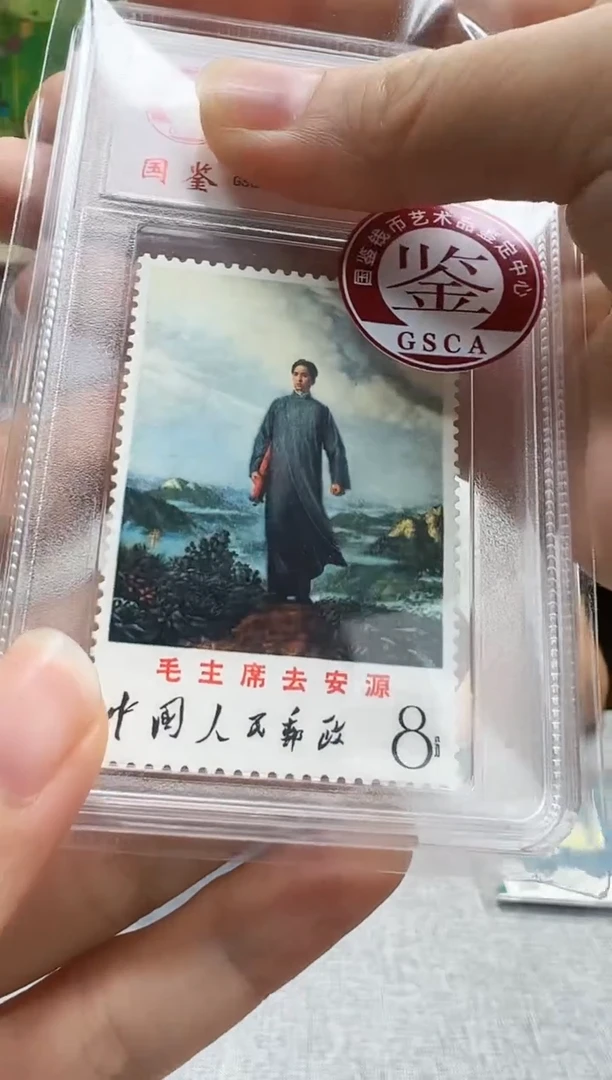 国鉴
国鉴钱币艺术品鉴定中心
鉴
GSCA
毛主席去安源
中国人民邮政
8分